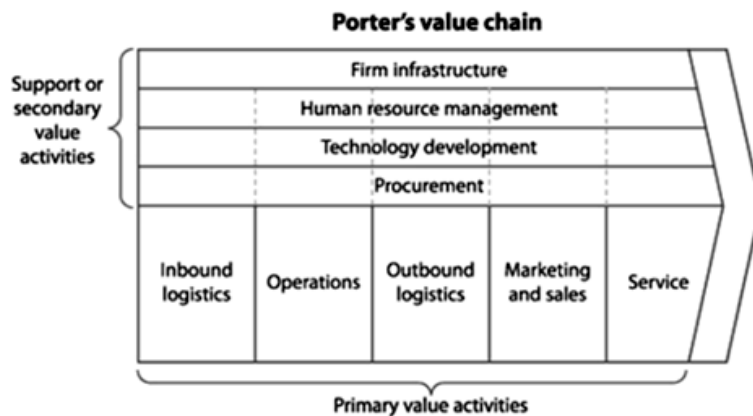 Porter's value chain
Support or
secondary
value
activities
Firm infrastructure
Human resource management
Technology development
Procurement
Inbound
logistics
Operations
Outbound
logistics
Marketing
and sales
Service
Primary value activities